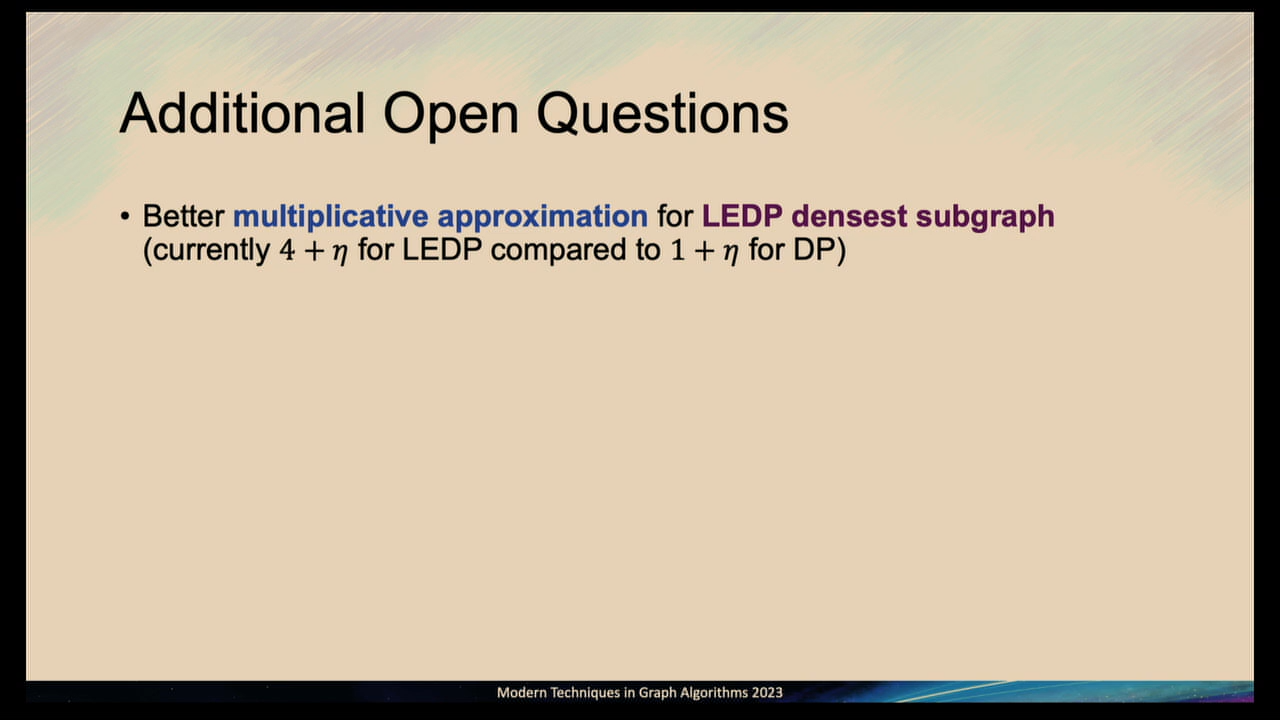 Additional Open Questions
• Better multiplicative approximation for LEDP densest subgraph
(currently 4 + η for LEDP compared to 1 + η for DP)
Modern Techniques in Graph Algorithms 2023